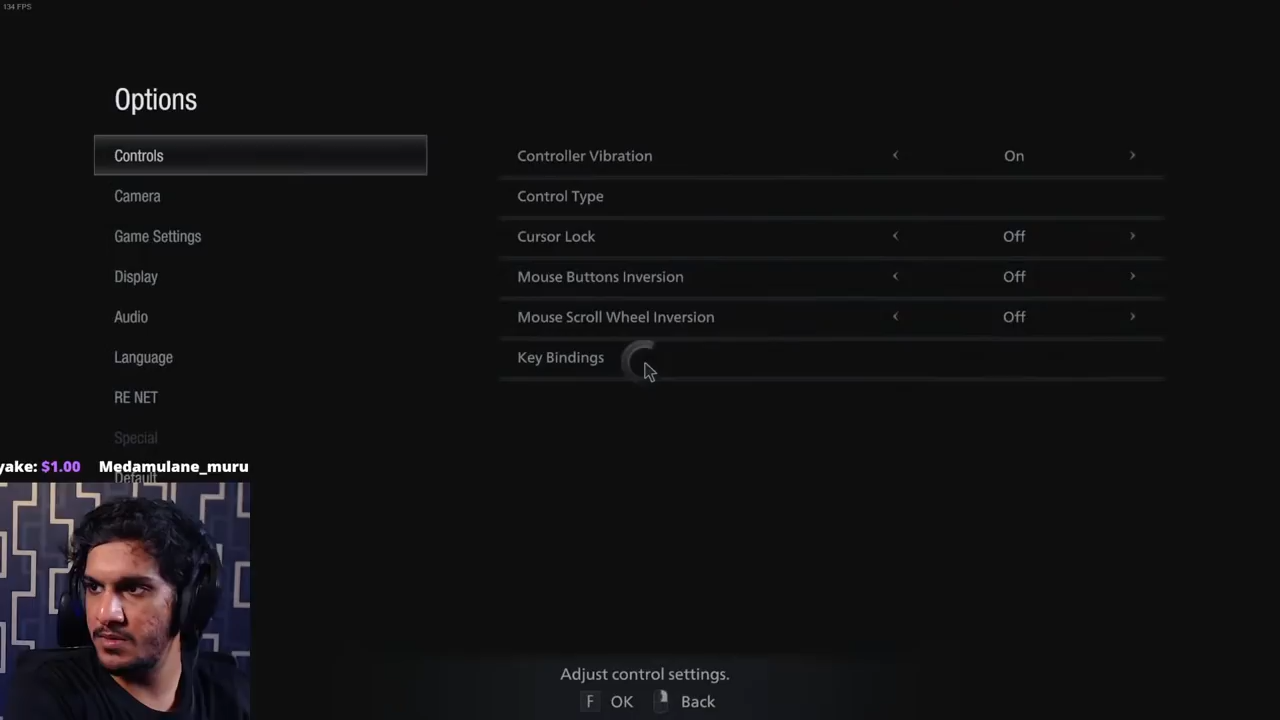 134 FPS
Options
Controls
Camera
Game Settings
Display
Audio
Language
RE NET
Special
Default
Controller Vibration < On >
Control Type
Cursor Lock < Off >
Mouse Buttons Inversion < Off >
Mouse Scroll Wheel Inversion < Off >
Key Bindings
yake: $1.00 Medamulane_muru
Adjust control settings.
F OK Back